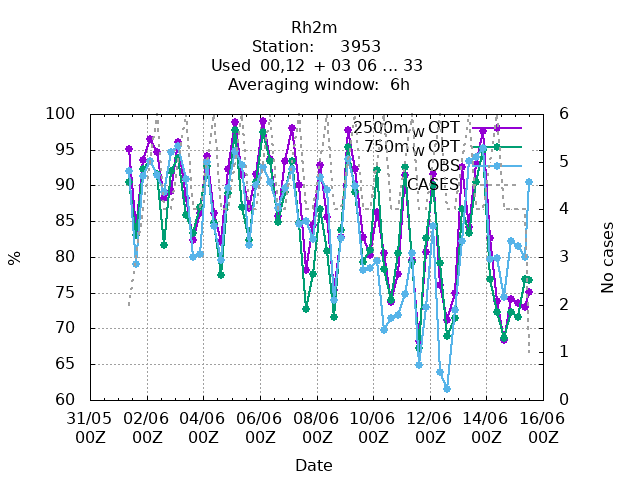 Rh2m
Station: 3953
Used 00,12 + 03 06 ... 33
Averaging window: 6h
100
95
90
85
80
75
70
65
60
%
6
5
4
3
2
1
0
No cases
2500m_W OPT
750m_W OPT
OBS
CASES
31/05 02/06 04/06 06/06 08/06 10/06 12/06 14/06 16/06
00Z 00Z 00Z 00Z 00Z 00Z 00Z 00Z 00Z
Date